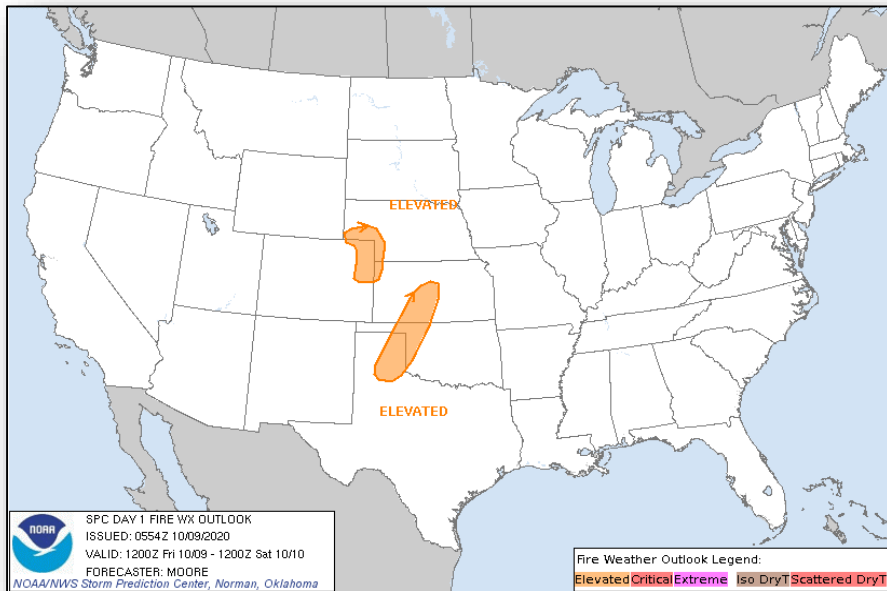 ELEVATED
ELEVATED
NOAA
SPC DAY 1 FIRE WX OUTLOOK
ISSUED: 0554Z 10/09/2020
VALID: 1200Z Fri 10/09 - 1200Z Sat 10/10
FORECASTER: MOORE
NOAA/NWS Storm Prediction Center, Norman, Oklahoma
Fire Weather Outlook Legend:
Elevated Critical Extreme Iso DryT Scattered DryT